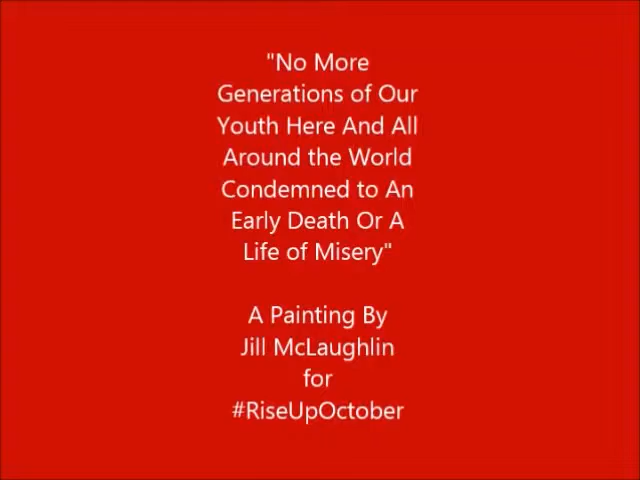 "No More
Generations of Our
Youth Here And All
Around the World
Condemned to An
Early Death Or A
Life of Misery"
A Painting By
Jill McLaughlin
for
#RiseUpOctober